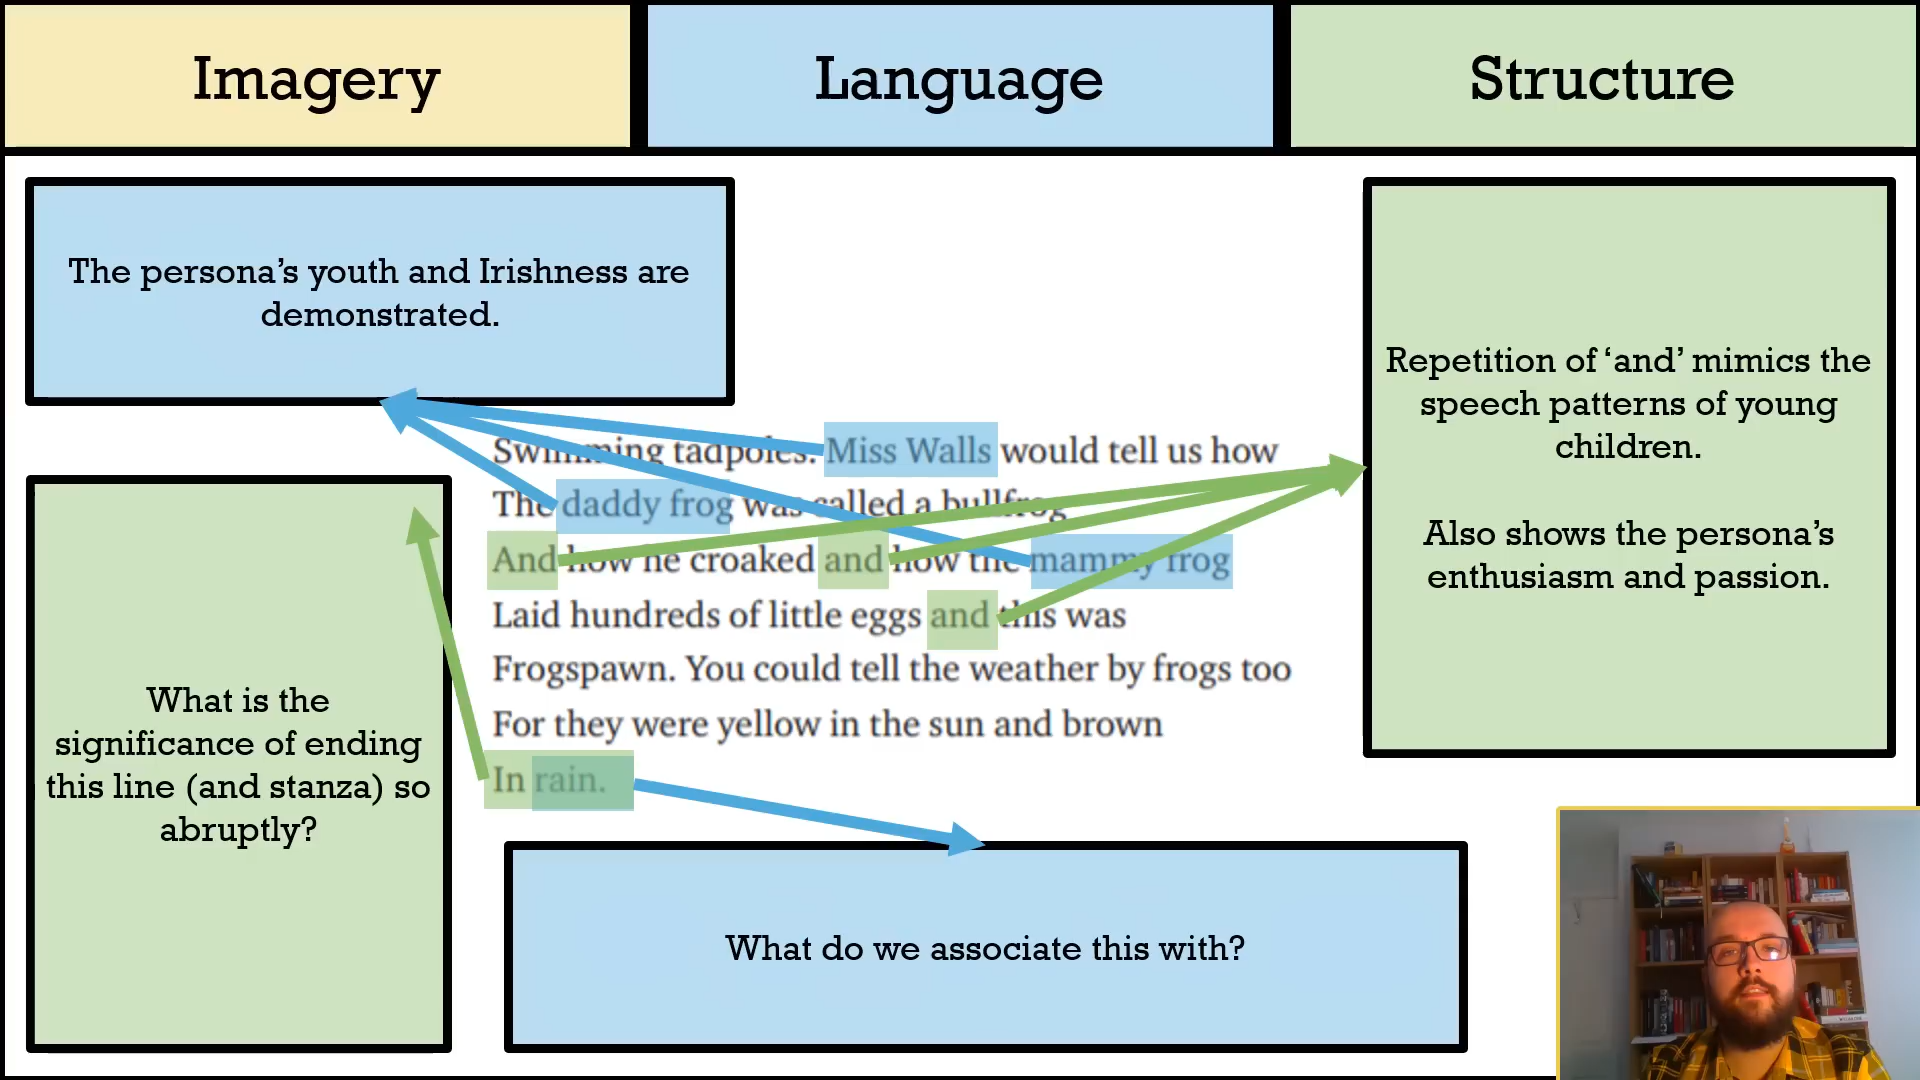 Imagery
Language
Structure
The persona’s youth and Irishness are
demonstrated.
Swimming tadpoles. Miss Walls would tell us how
The daddy frog was called a bullfrog
And how he croaked and how the mammy frog
Laid hundreds of little eggs and this was
Frogspawn. You could tell the weather by frogs too
For they were yellow in the sun and brown
In rain.
Repetition of ‘and’ mimics the
speech patterns of young
children.
Also shows the persona’s
enthusiasm and passion.
What is the
significance of ending
this line (and stanza) so
abruptly?
What do we associate this with?